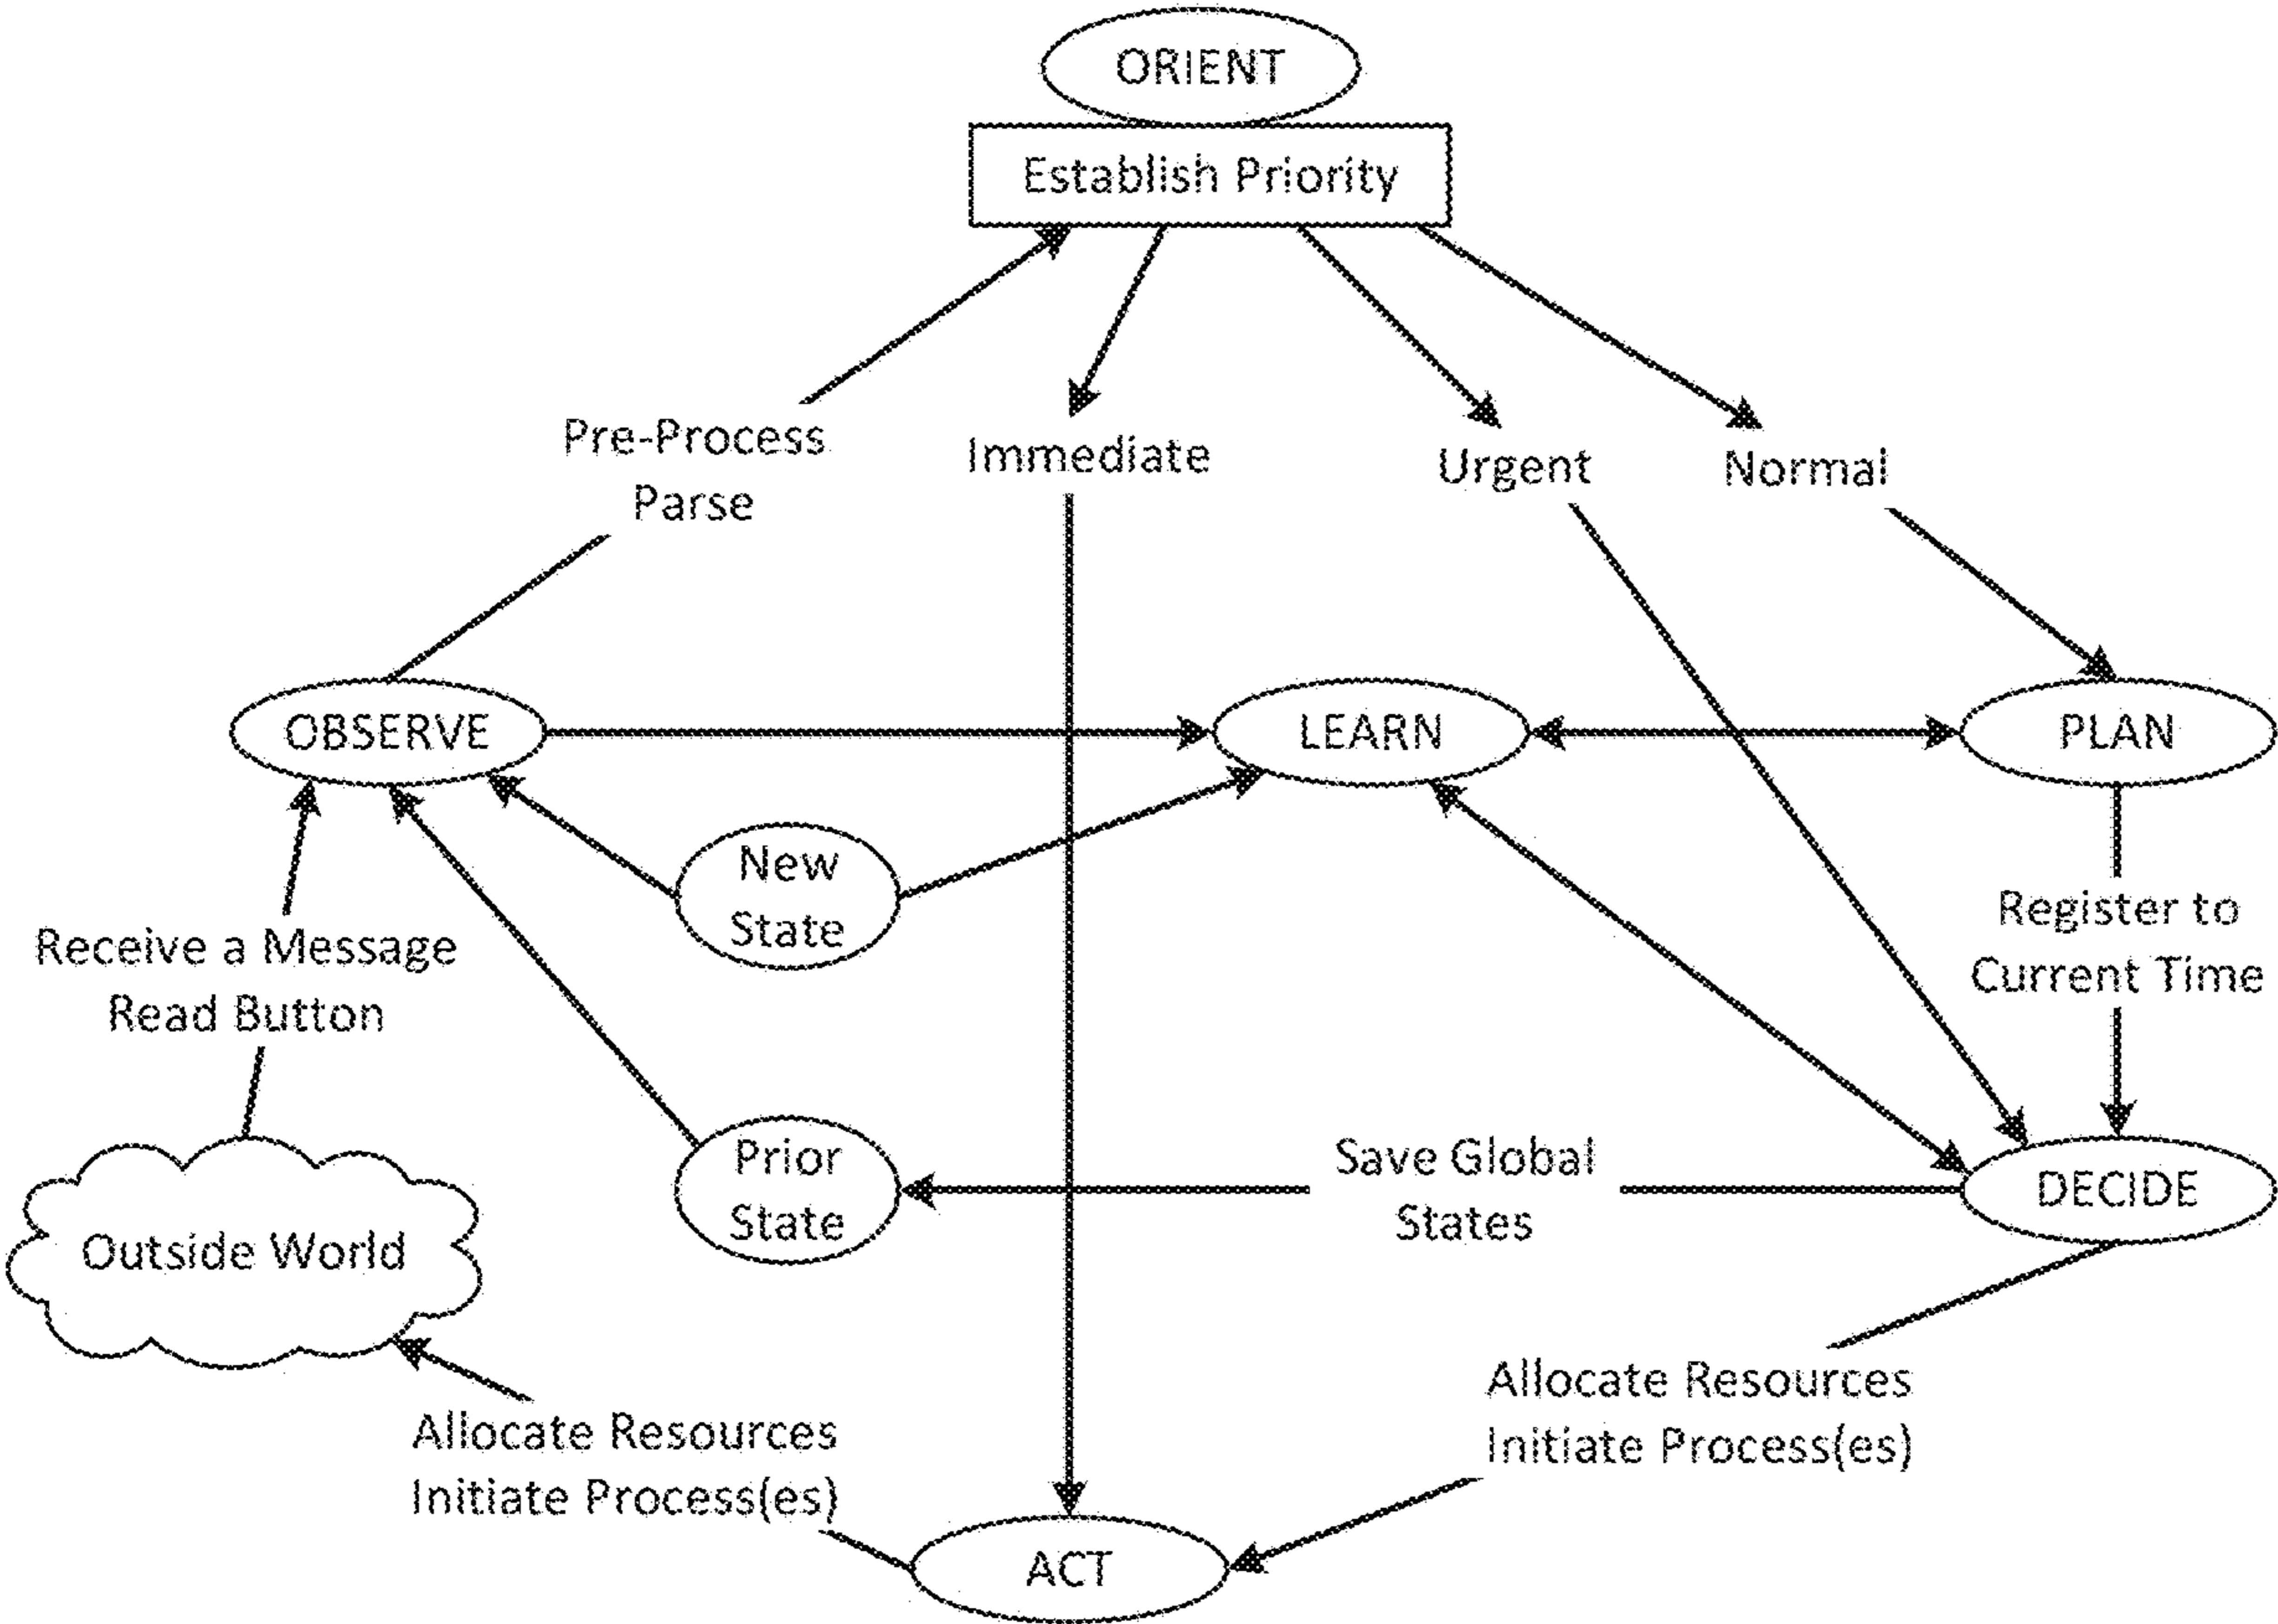 ORIENT
Establish Priority
Pre-Process
Parse
Immediate
Urgent
Normal
OBSERVE
LEARN
PLAN
New
State
Receive a Message
Read Button
Register to
Current Time
Prior
State
Save Global
States
DECIDE
Outside World
Allocate Resources
Initiate Process(es)
Allocate Resources
Initiate Process(es)
ACT